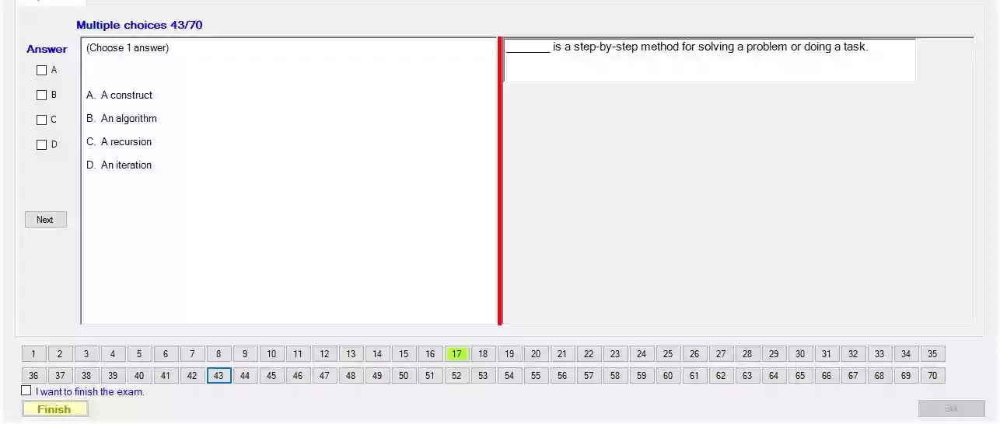 Multiple choices 43/70
Answer
(Choose 1 answer)
_______ is a step-by-step method for solving a problem or doing a task.
A
B
A. A construct
B. An algorithm
C
C. A recursion
D
D. An iteration
Next
1 2 3 4 5 6 7 8 9 10 11 12 13 14 15 16 17 18 19 20 21 22 23 24 25 26 27 28 29 30 31 32 33 34 35
36 37 38 39 40 41 42 43 44 45 46 47 48 49 50 51 52 53 54 55 56 57 58 59 60 61 62 63 64 65 66 67 68 69 70
I want to finish the exam.
Finish
Exit